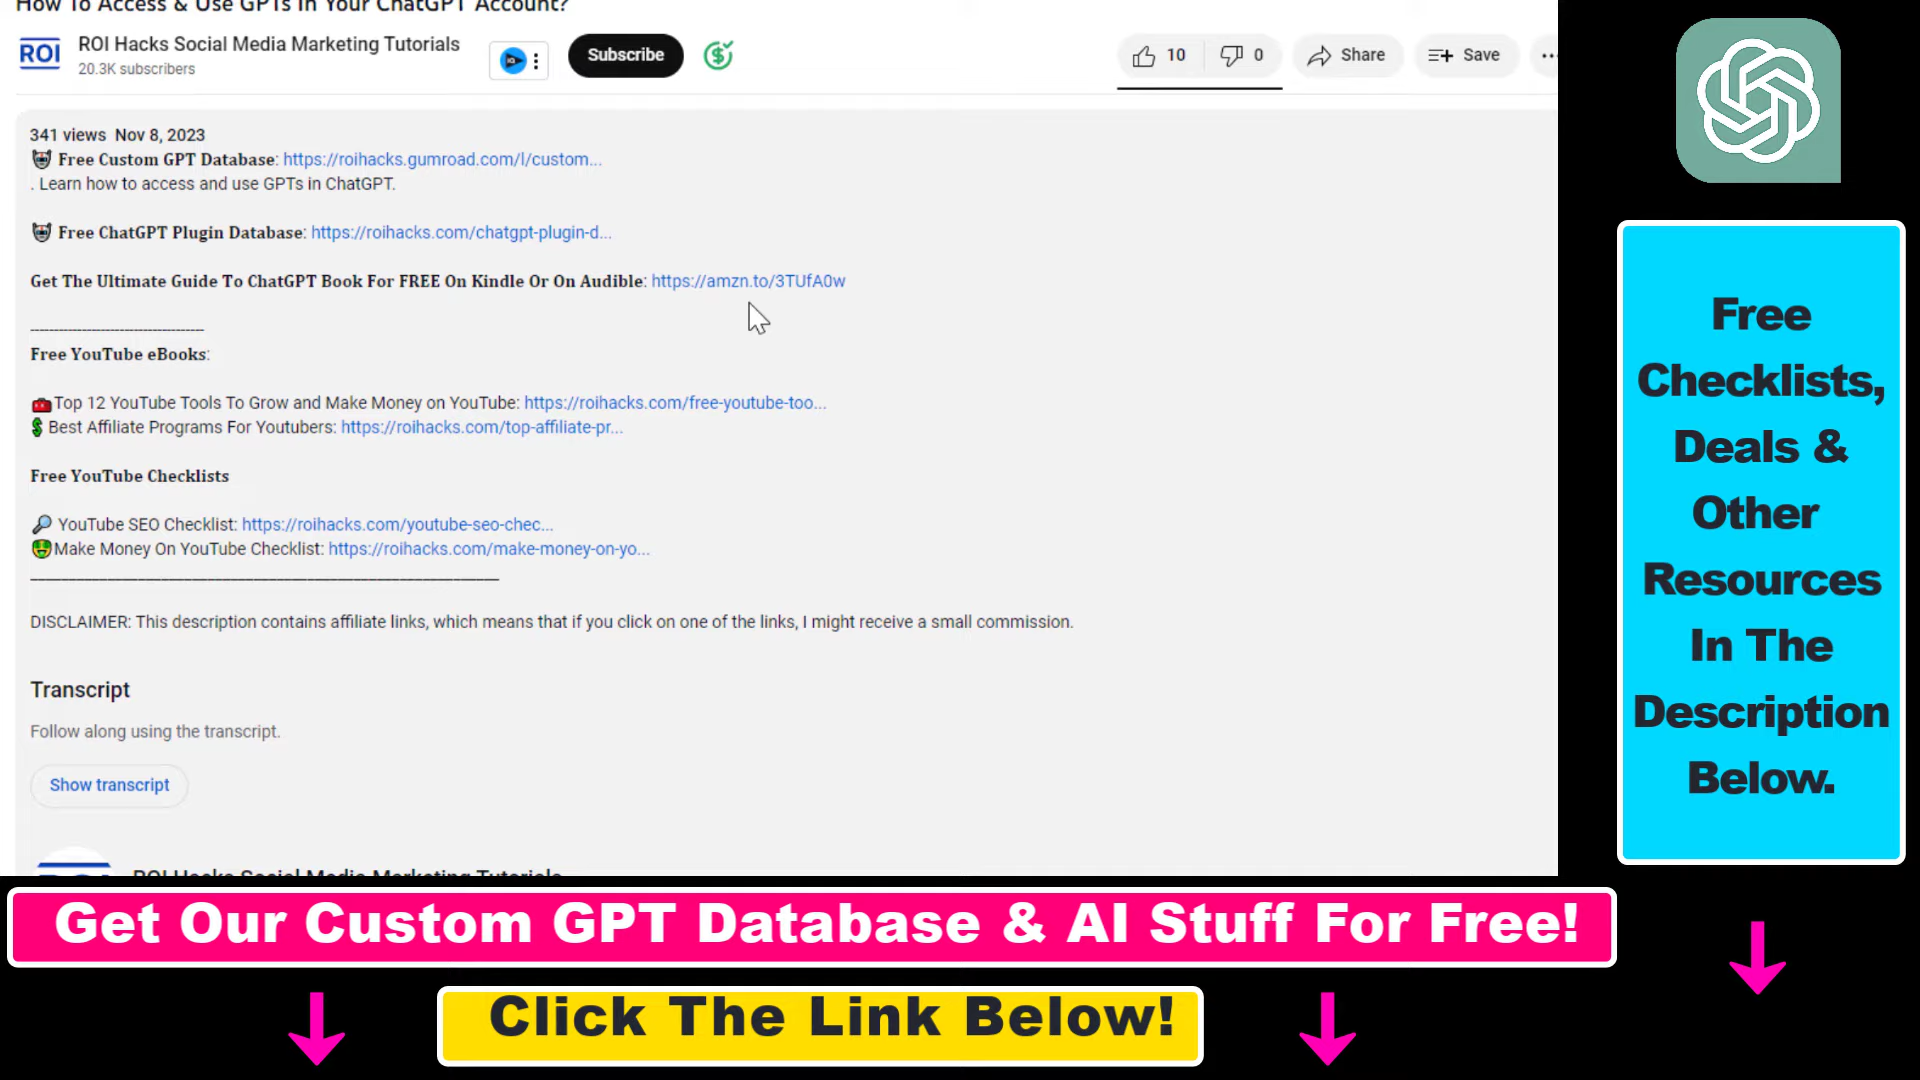 How To Access & Use GPTs In Your ChatGPT Account?
ROI
ROI Hacks Social Media Marketing Tutorials
20.3K subscribers
Subscribe
10
0
Share
Save
341 views Nov 8, 2023
Free Custom GPT Database: https://roihacks.gumroad.com/l/custom...
. Learn how to access and use GPTs in ChatGPT.
Free ChatGPT Plugin Database: https://roihacks.com/chatgpt-plugin-d...
Get The Ultimate Guide To ChatGPT Book For FREE On Kindle Or On Audible: https://amzn.to/3TUfA0w
------------------------------------
Free YouTube eBooks:
Top 12 YouTube Tools To Grow and Make Money on YouTube: https://roihacks.com/free-youtube-too...
Best Affiliate Programs For Youtubers: https://roihacks.com/top-affiliate-pr...
Free YouTube Checklists
YouTube SEO Checklist: https://roihacks.com/youtube-seo-chec...
Make Money On YouTube Checklist: https://roihacks.com/make-money-on-yo...
DISCLAIMER: This description contains affiliate links, which means that if you click on one of the links, I might receive a small commission.
Transcript
Follow along using the transcript.
Show transcript
ROI Hacks Social Media Marketing Tutorials
Free
Checklists,
Deals &
Other
Resources
In The
Description
Below.
Get Our Custom GPT Database & AI Stuff For Free!
Click The Link Below!